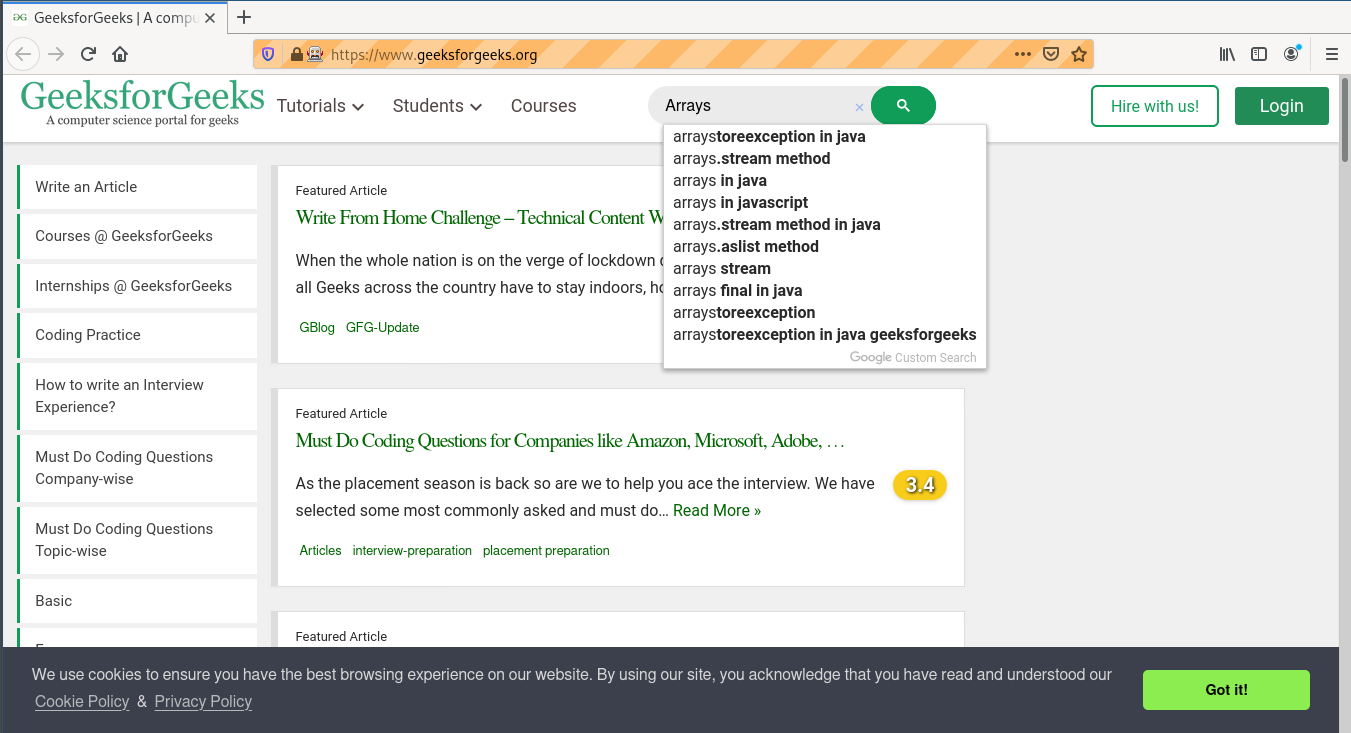 GeeksforGeeks | A compu
https://www.geeksforgeeks.org
GeeksforGeeks
A computer science portal for geeks
Tutorials
Students
Courses
Arrays
Hire with us!
Login
arraystoreexception in java
arrays.stream method
arrays in java
arrays in javascript
arrays.stream method in java
arrays.aslist method
arrays stream
arrays final in java
arraystoreexception
arraystoreexception in java geeksforgeeks
Google Custom Search
Write an Article
Courses @ GeeksforGeeks
Internships @ GeeksforGeeks
Coding Practice
How to write an Interview
Experience?
Must Do Coding Questions
Company-wise
Must Do Coding Questions
Topic-wise
Basic
Featured Article
Write From Home Challenge – Technical Content W
When the whole nation is on the verge of lockdown
all Geeks across the country have to stay indoors,
GBlog GFG-Update
Featured Article
Must Do Coding Questions for Companies like Amazon, Microsoft, Adobe, …
As the placement season is back so are we to help you ace the interview. We have
selected some most commonly asked and must do… Read More »
3.4
Articles interview-preparation placement preparation
Featured Article
We use cookies to ensure you have the best browsing experience on our website. By using our site, you acknowledge that you have read and understood our
Cookie Policy & Privacy Policy
Got it!